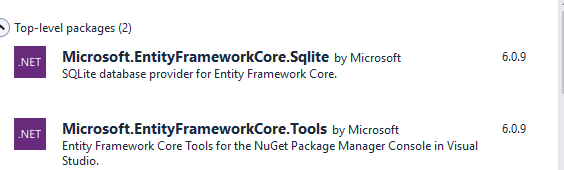 Top-level packages (2)
.NET
Microsoft.EntityFrameworkCore.Sqlite by Microsoft 6.0.9
SQLite database provider for Entity Framework Core.
.NET
Microsoft.EntityFrameworkCore.Tools by Microsoft 6.0.9
Entity Framework Core Tools for the NuGet Package Manager Console in Visual
Studio.